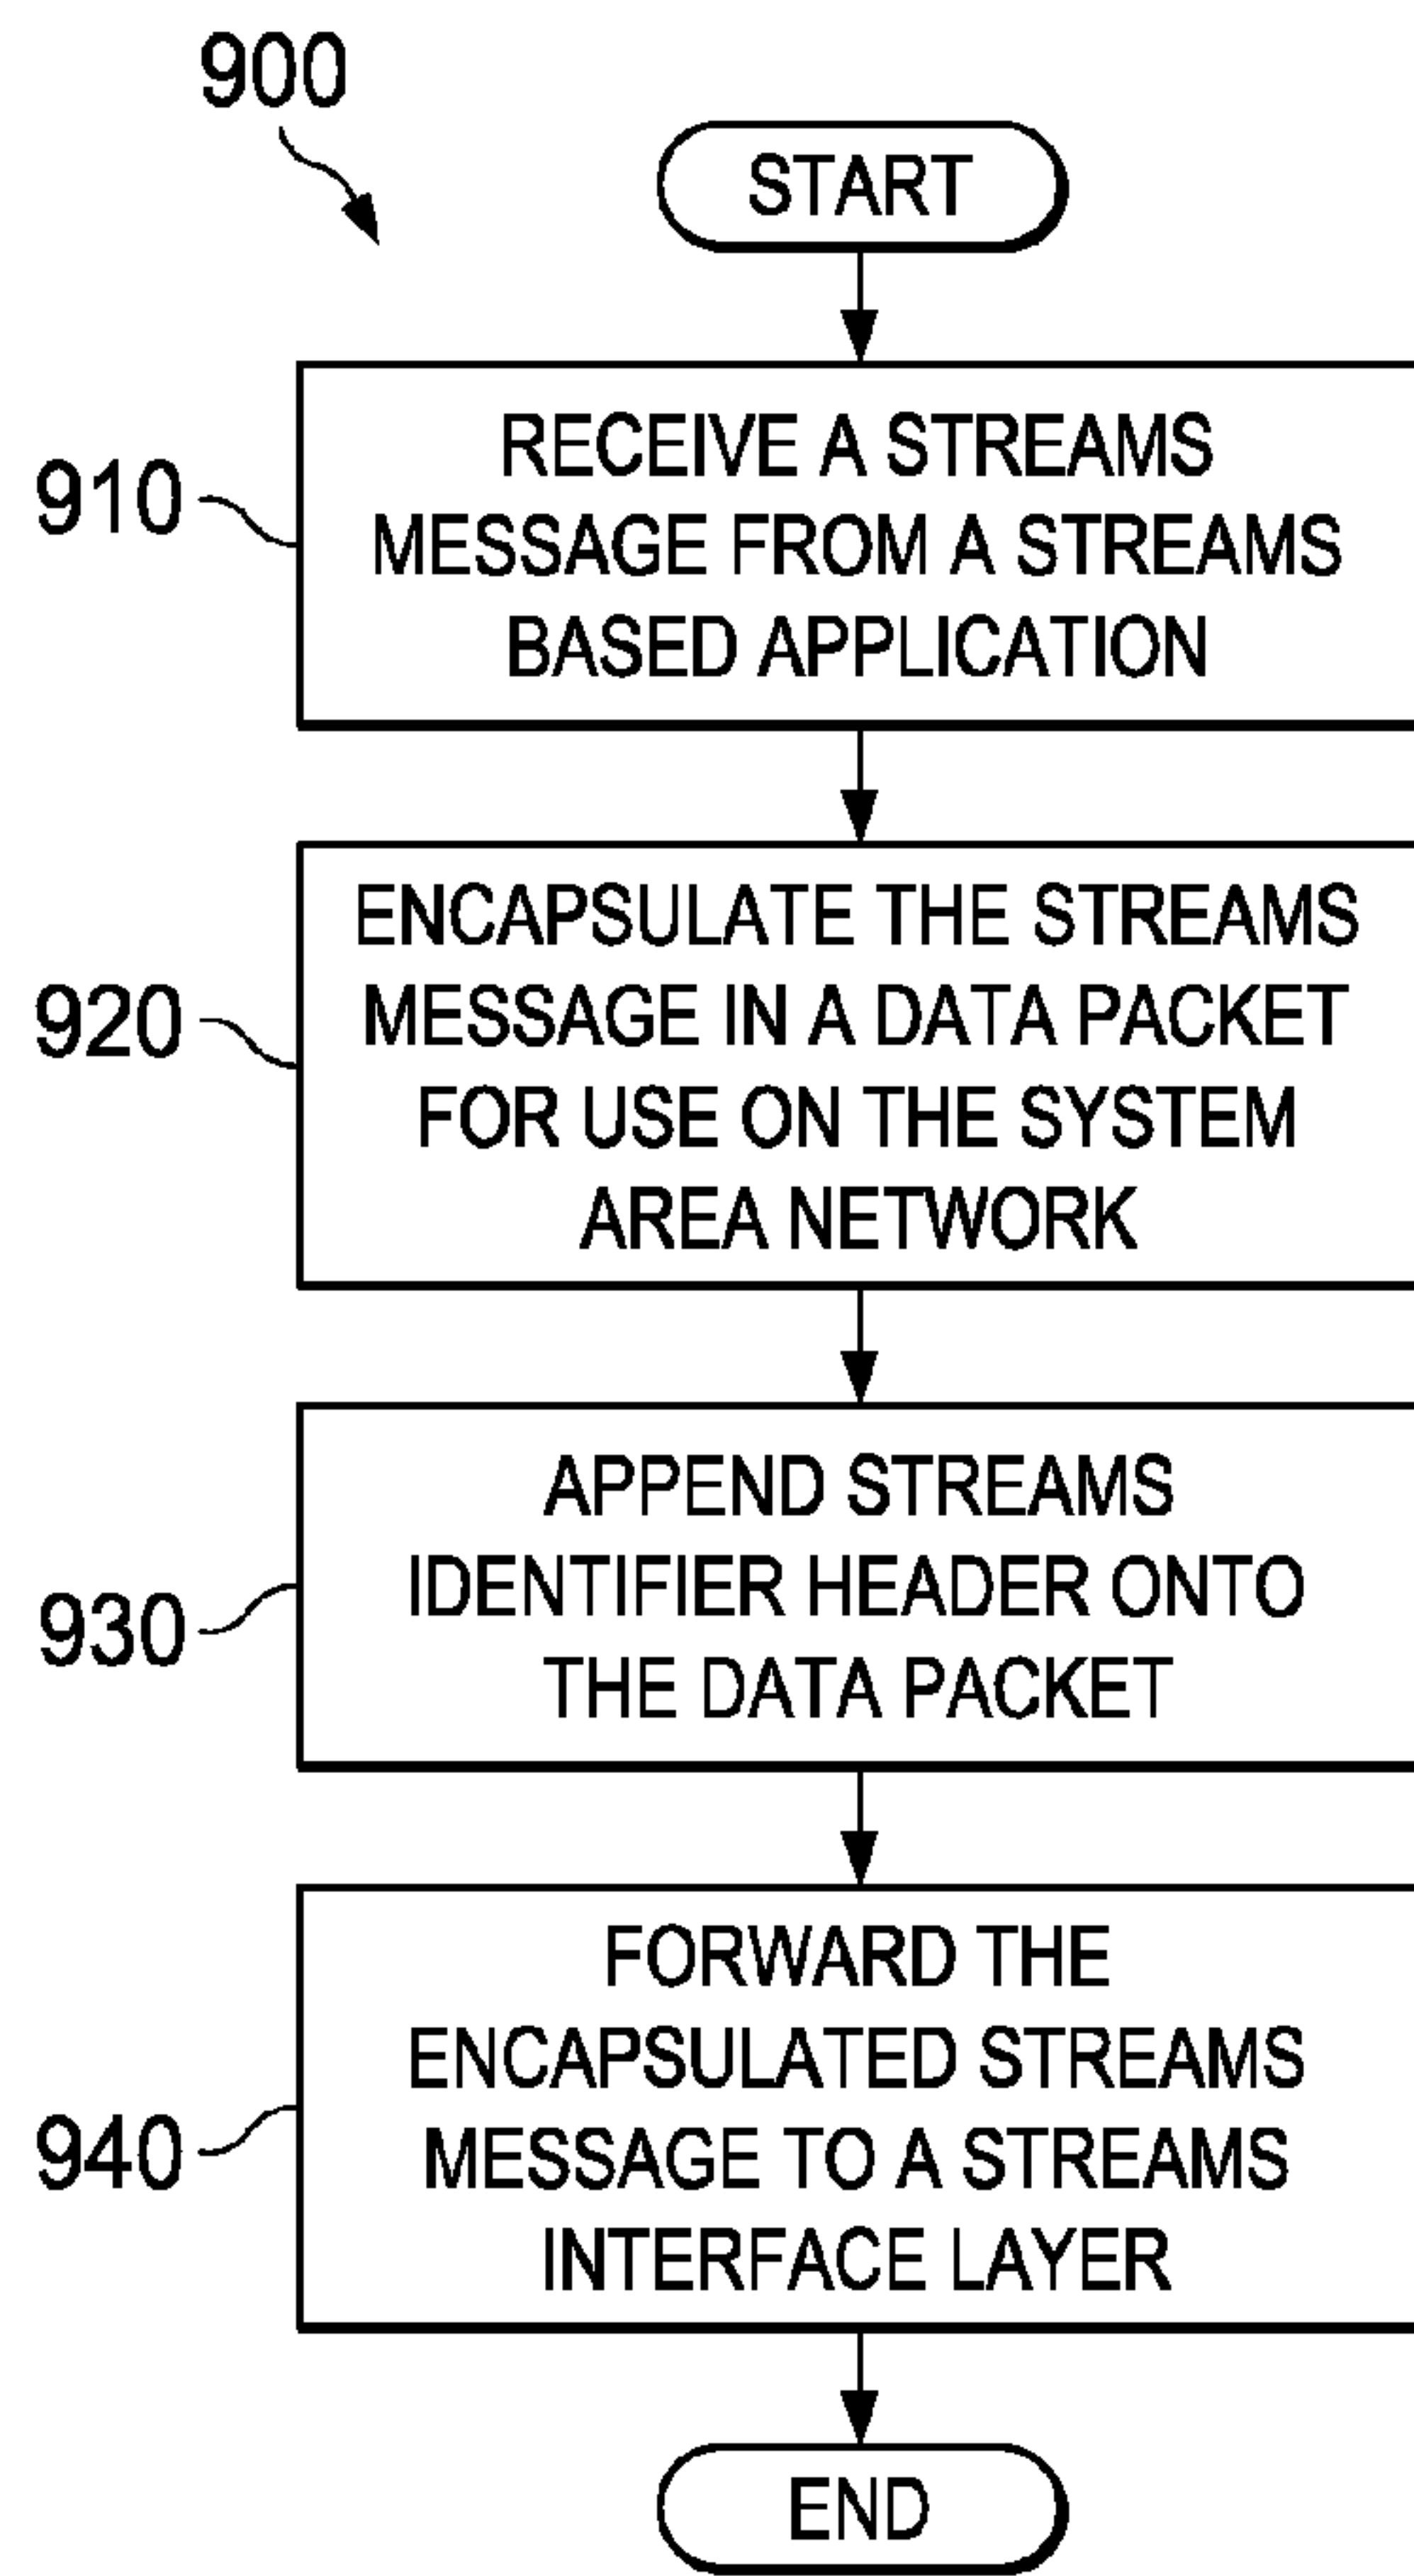 900
START
910
RECEIVE A STREAMS
MESSAGE FROM A STREAMS
BASED APPLICATION
920
ENCAPSULATE THE STREAMS
MESSAGE IN A DATA PACKET
FOR USE ON THE SYSTEM
AREA NETWORK
930
APPEND STREAMS
IDENTIFIER HEADER ONTO
THE DATA PACKET
940
FORWARD THE
ENCAPSULATED STREAMS
MESSAGE TO A STREAMS
INTERFACE LAYER
END